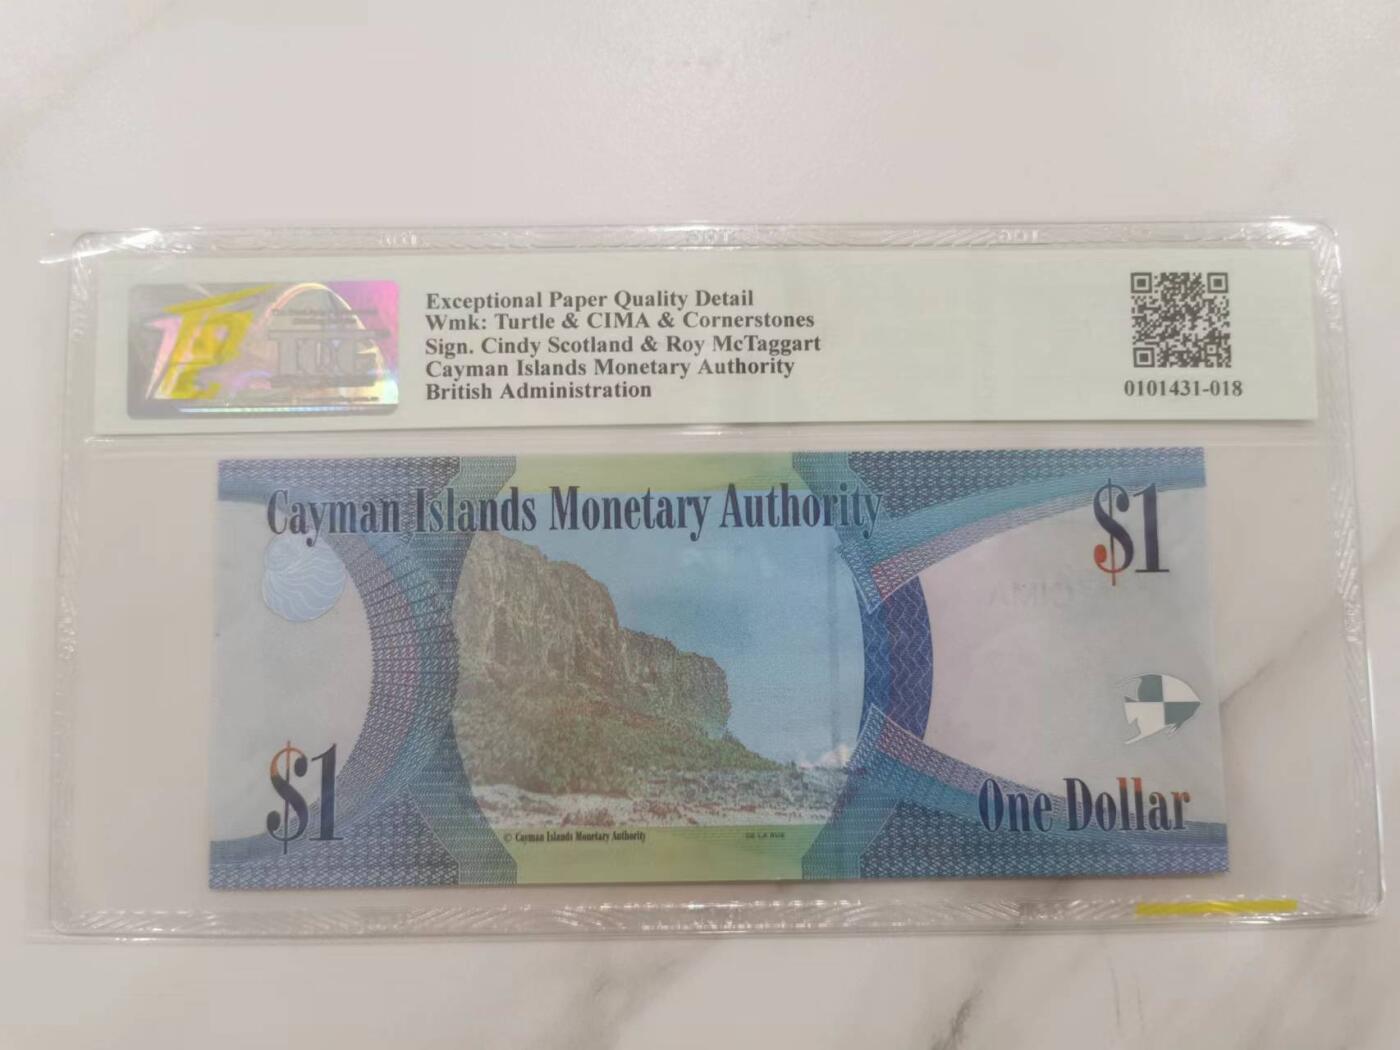 Exceptional Paper Quality Detail
Wmk: Turtle & CIMA & Cornerstones
Sign. Cindy Scotland & Roy McTaggart
Cayman Islands Monetary Authority
British Administration
0101431-018
TQG
Cayman Islands Monetary Authority
$1
$1
One Dollar
© Cayman Islands Monetary Authority
DE LA RUE